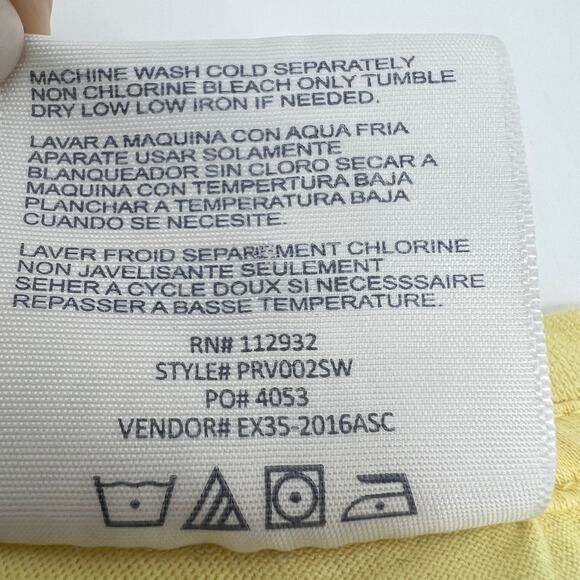 MACHINE WASH COLD SEPARATELY
NON CHLORINE BLEACH ONLY TUMBLE
DRY LOW LOW IRON IF NEEDED.
LAVAR A MAQUINA CON AQUA FRIA
APARATE USAR SOLAMENTE
BLANQUEADOR SIN CLORO SECAR A
MAQUINA CON TEMPERTURA BAJA
PLANCHAR A TEMPERATURA BAJA
CUANDO SE NECESITE.
LAVER FROID SEPAREMENT CHLORINE
NON JAVELISANTE SEULEMENT
SEHER A CYCLE DOUX SI NECESSSAIRE
REPASSER A BASSE TEMPERATURE.
RN# 112932
STYLE# PRV002SW
PO# 4053
VENDOR# EX35-2016ASC